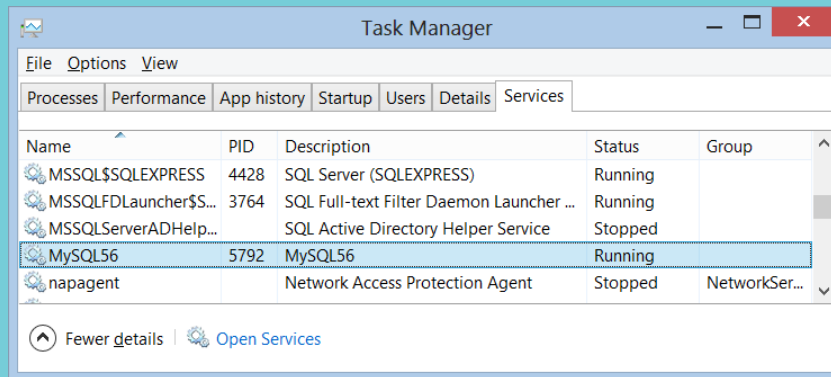 Task Manager
File Options View
Processes Performance App history Startup Users Details Services
Name PID Description Status Group
MSSQL$SQLEXPRESS 4428 SQL Server (SQLEXPRESS) Running
MSSQLFDLauncher$S... 3764 SQL Full-text Filter Daemon Launcher ... Running
MSSQLServerADHelp... SQL Active Directory Helper Service Stopped
MySQL56 5792 MySQL56 Running
napagent Network Access Protection Agent Stopped NetworkSer...
Fewer details Open Services